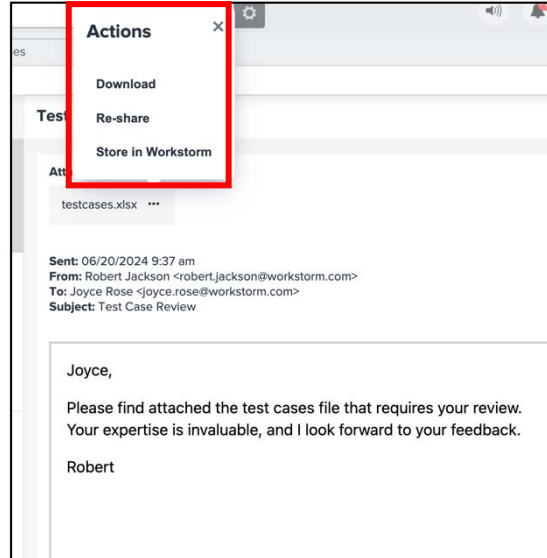 Actions
es
Download
Test
Re-share
Store in Workstorm
Att
testcases.xlsx
Sent: 06/20/2024 9:37 am
From: Robert Jackson <robert.jackson@workstorm.com>
To: Joyce Rose <joyce.rose@workstorm.com>
Subject: Test Case Review
Joyce,
Please find attached the test cases file that requires your review.
Your expertise is invaluable, and I look forward to your feedback.
Robert